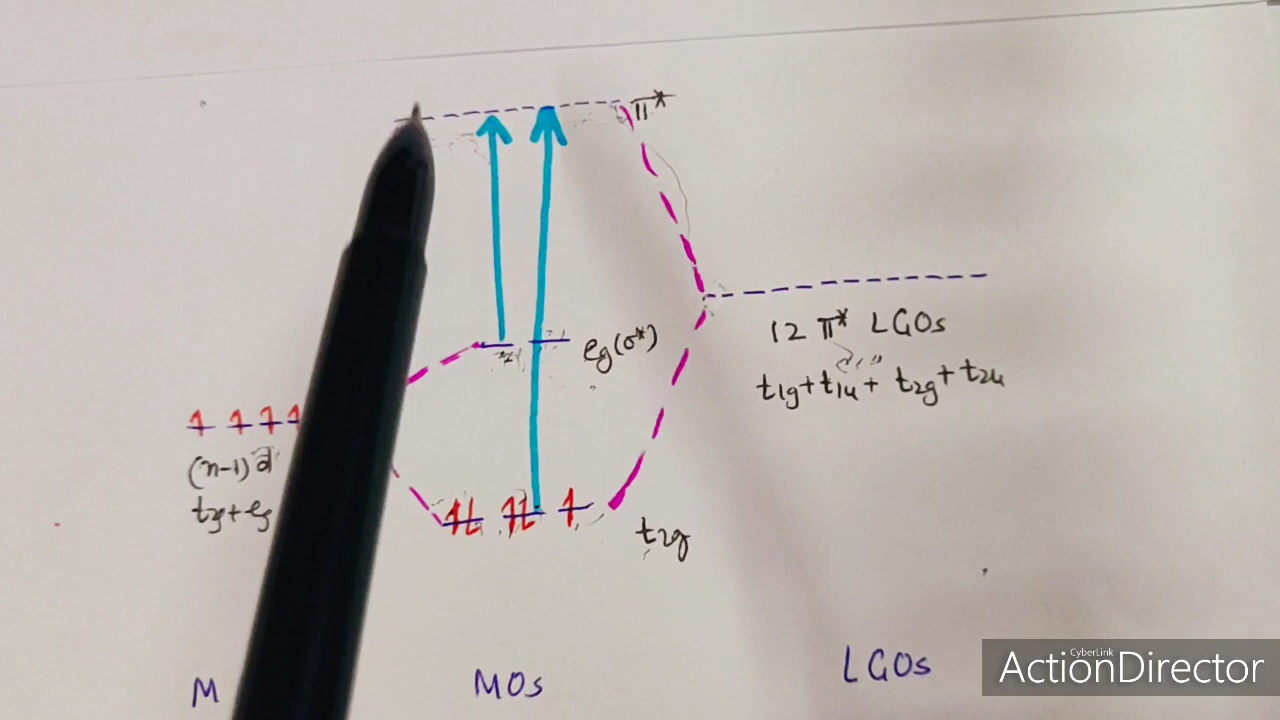 π*
eg(σ*)
12 π* LGOs
t1g+t1u+ t2g+t2u
(n-1)d
t2g+eg
t2g
M
MOs
LGOs
CyberLink
ActionDirector